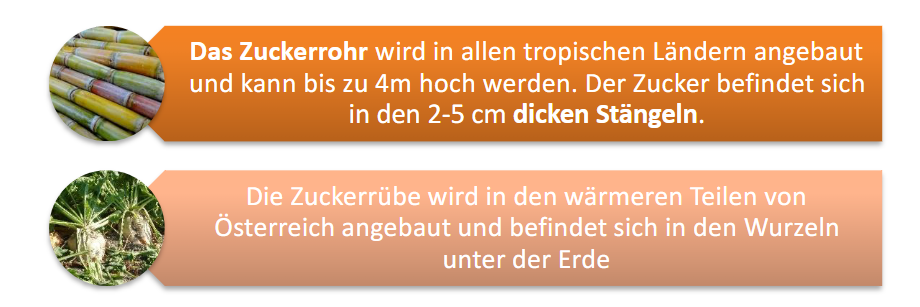 Das Zuckerrohr wird in allen tropischen Ländern angebaut
und kann bis zu 4m hoch werden. Der Zucker befindet sich
in den 2-5 cm dicken Stängeln.
Die Zuckerrübe wird in den wärmeren Teilen von
Österreich angebaut und befindet sich in den Wurzeln
unter der Erde